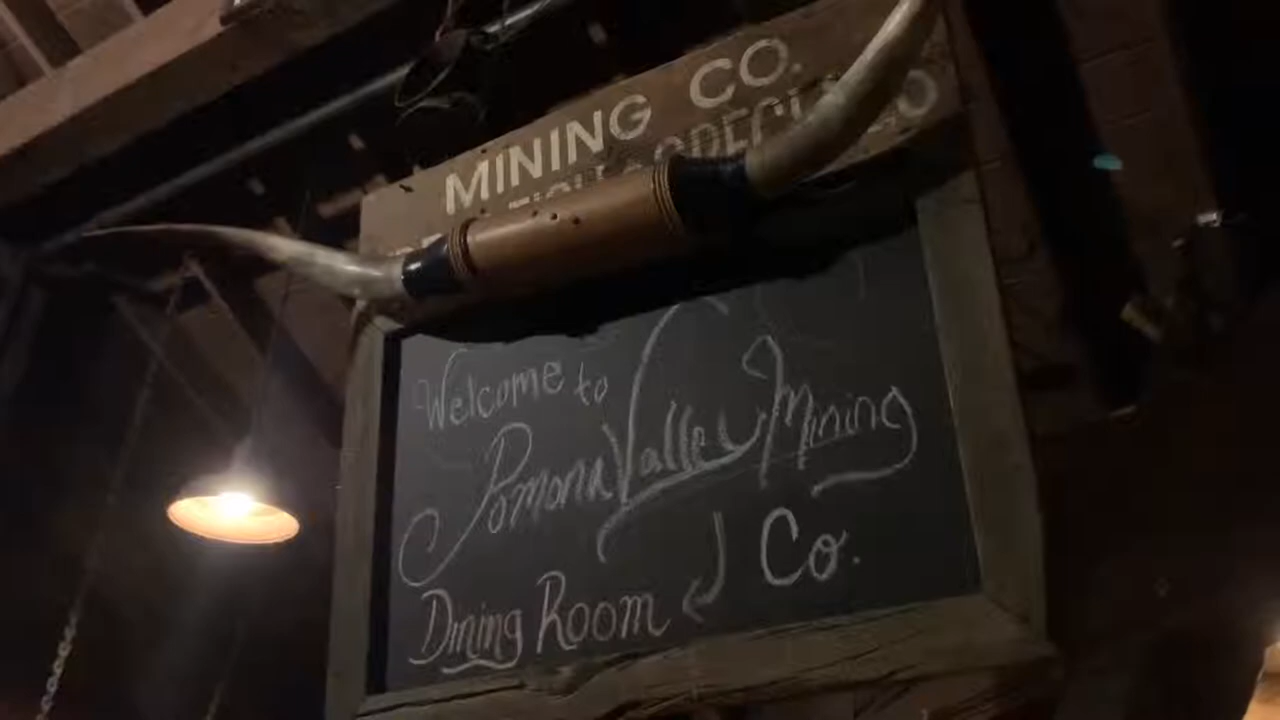 MINING CO.
Welcome to
Pomona Valley Mining
Co.
Dining Room